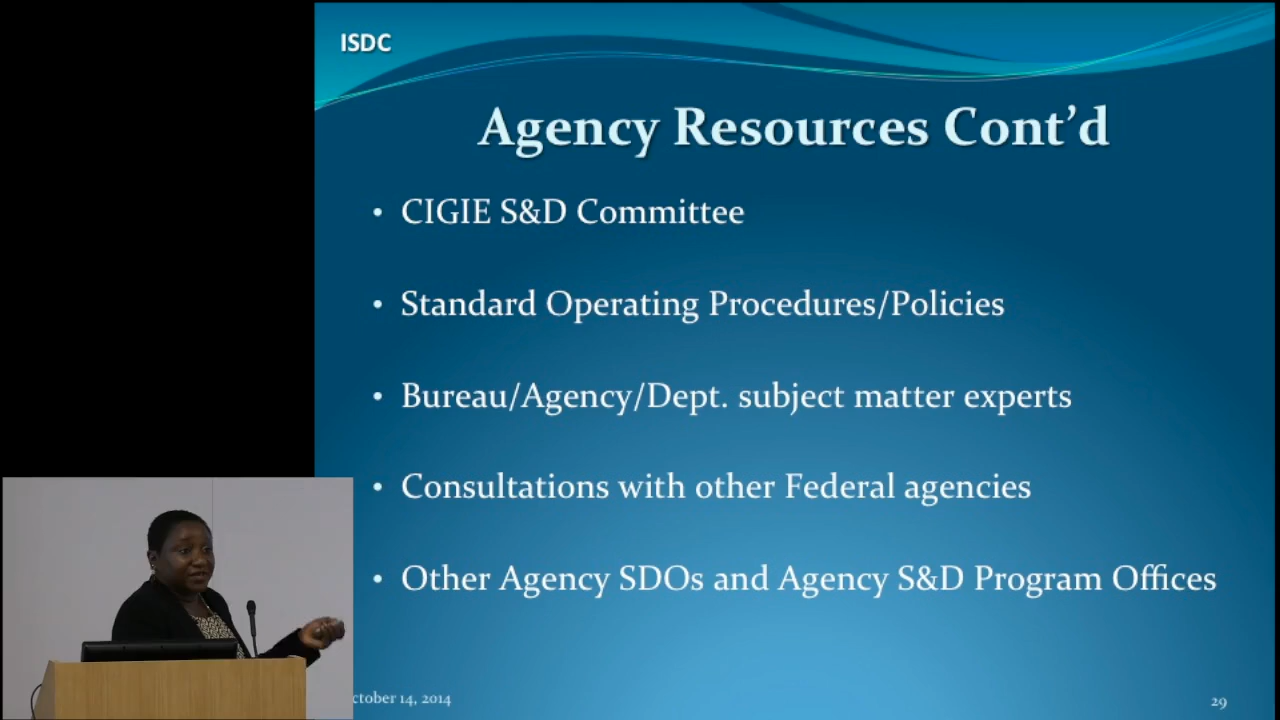 ISDC
Agency Resources Cont’d
• CIGIE S&D Committee
• Standard Operating Procedures/Policies
• Bureau/Agency/Dept. subject matter experts
• Consultations with other Federal agencies
• Other Agency SDOs and Agency S&D Program Offices
ctober 14, 2014
29